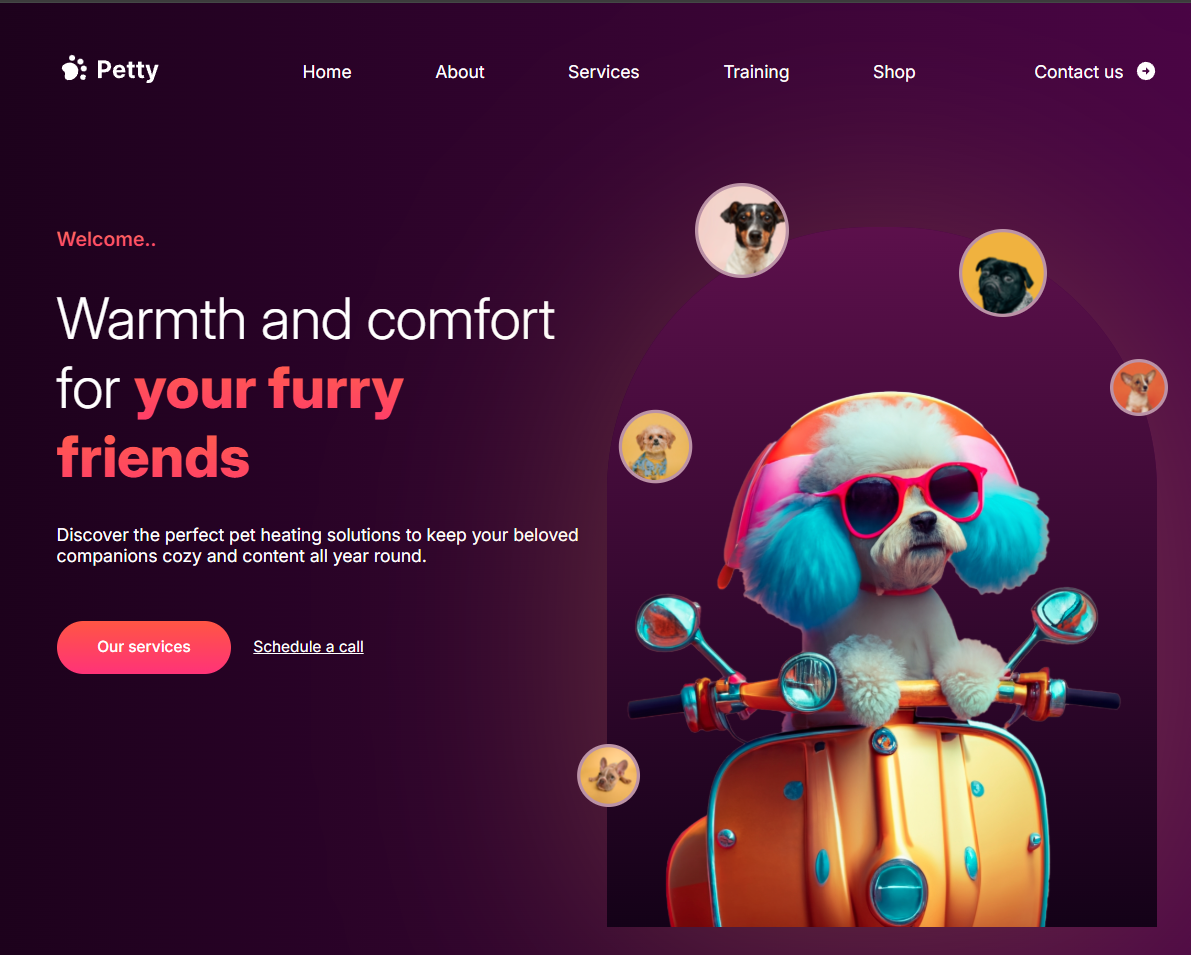 Petty
Home
About
Services
Training
Shop
Contact us
Welcome..
Warmth and comfort
for your furry
friends
Discover the perfect pet heating solutions to keep your beloved
companions cozy and content all year round.
Our services
Schedule a call